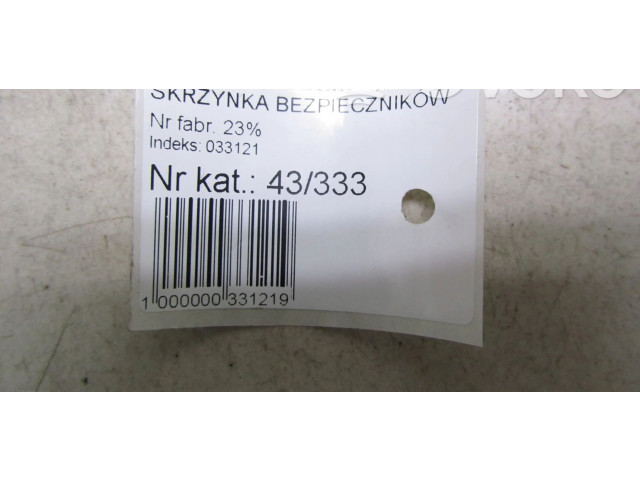 SKRZYNKA BEZPIECZNIKÓW
Nr fabr. 23%
Indeks: 033121
Nr kat.: 43/333
1 000000 331219